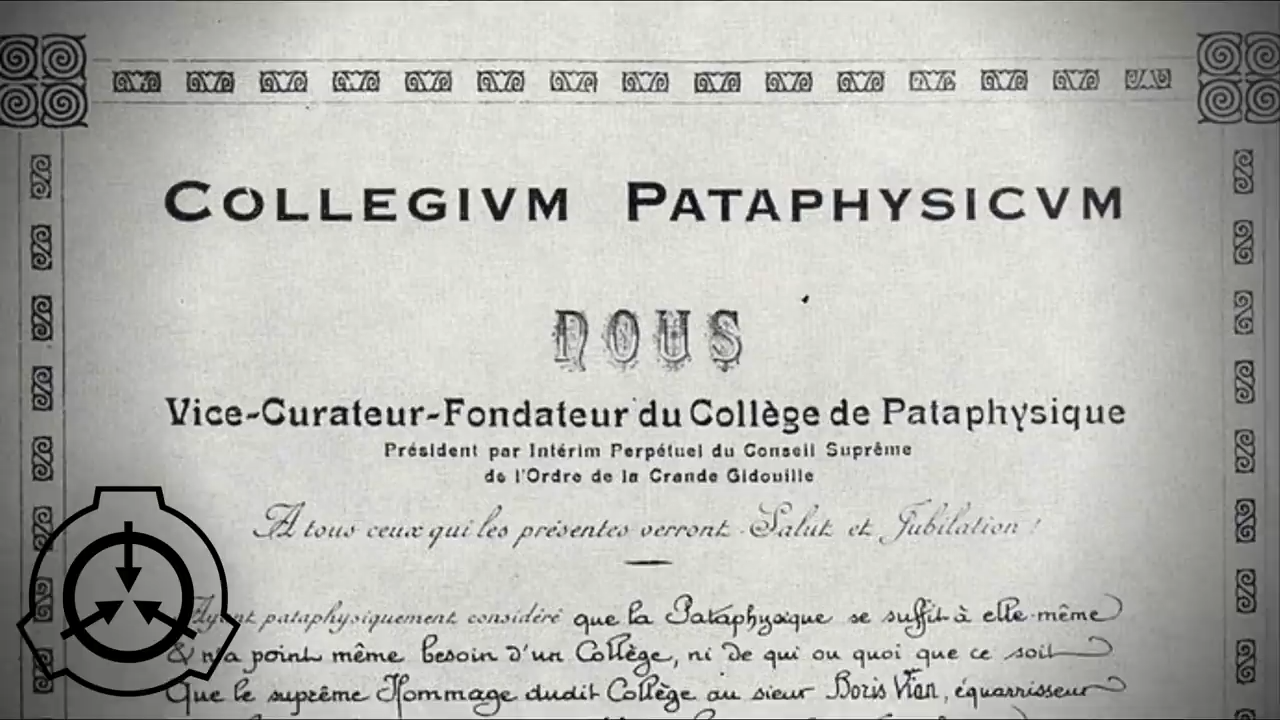 COLLEGIVM PATAPHYSICVM
NOUS
Vice-Curateur-Fondateur du Collège de Pataphysique
Président par Intérim Perpétuel du Conseil Suprême
de l'Ordre de la Grande Gidouille
A tous ceux qui les présentes verront Salut et Jubilation !
Ayant pataphysiquement considéré que la Pataphysique se suffit à elle-même
& n'a point même besoin d'un Collège, ni de qui ou quoi que ce soit
Que le suprême Hommage dudit Collège au sieur Boris Vian, équarrisseur